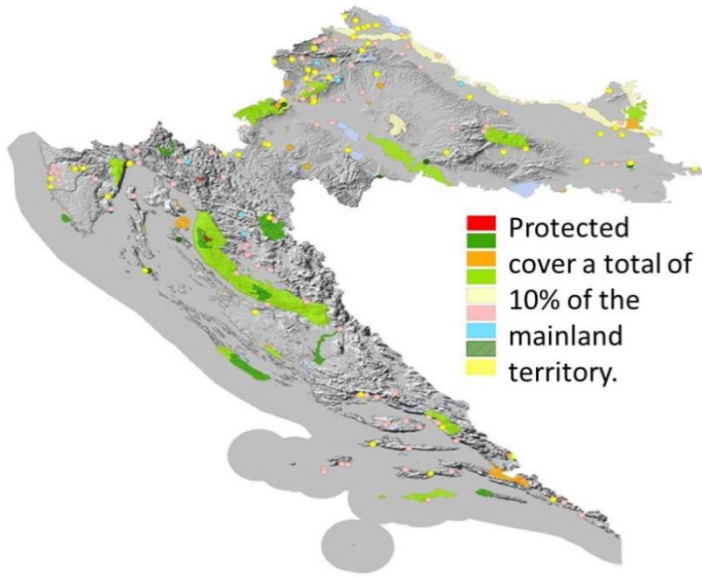 Protected
cover a total of
10% of the
mainland
territory.